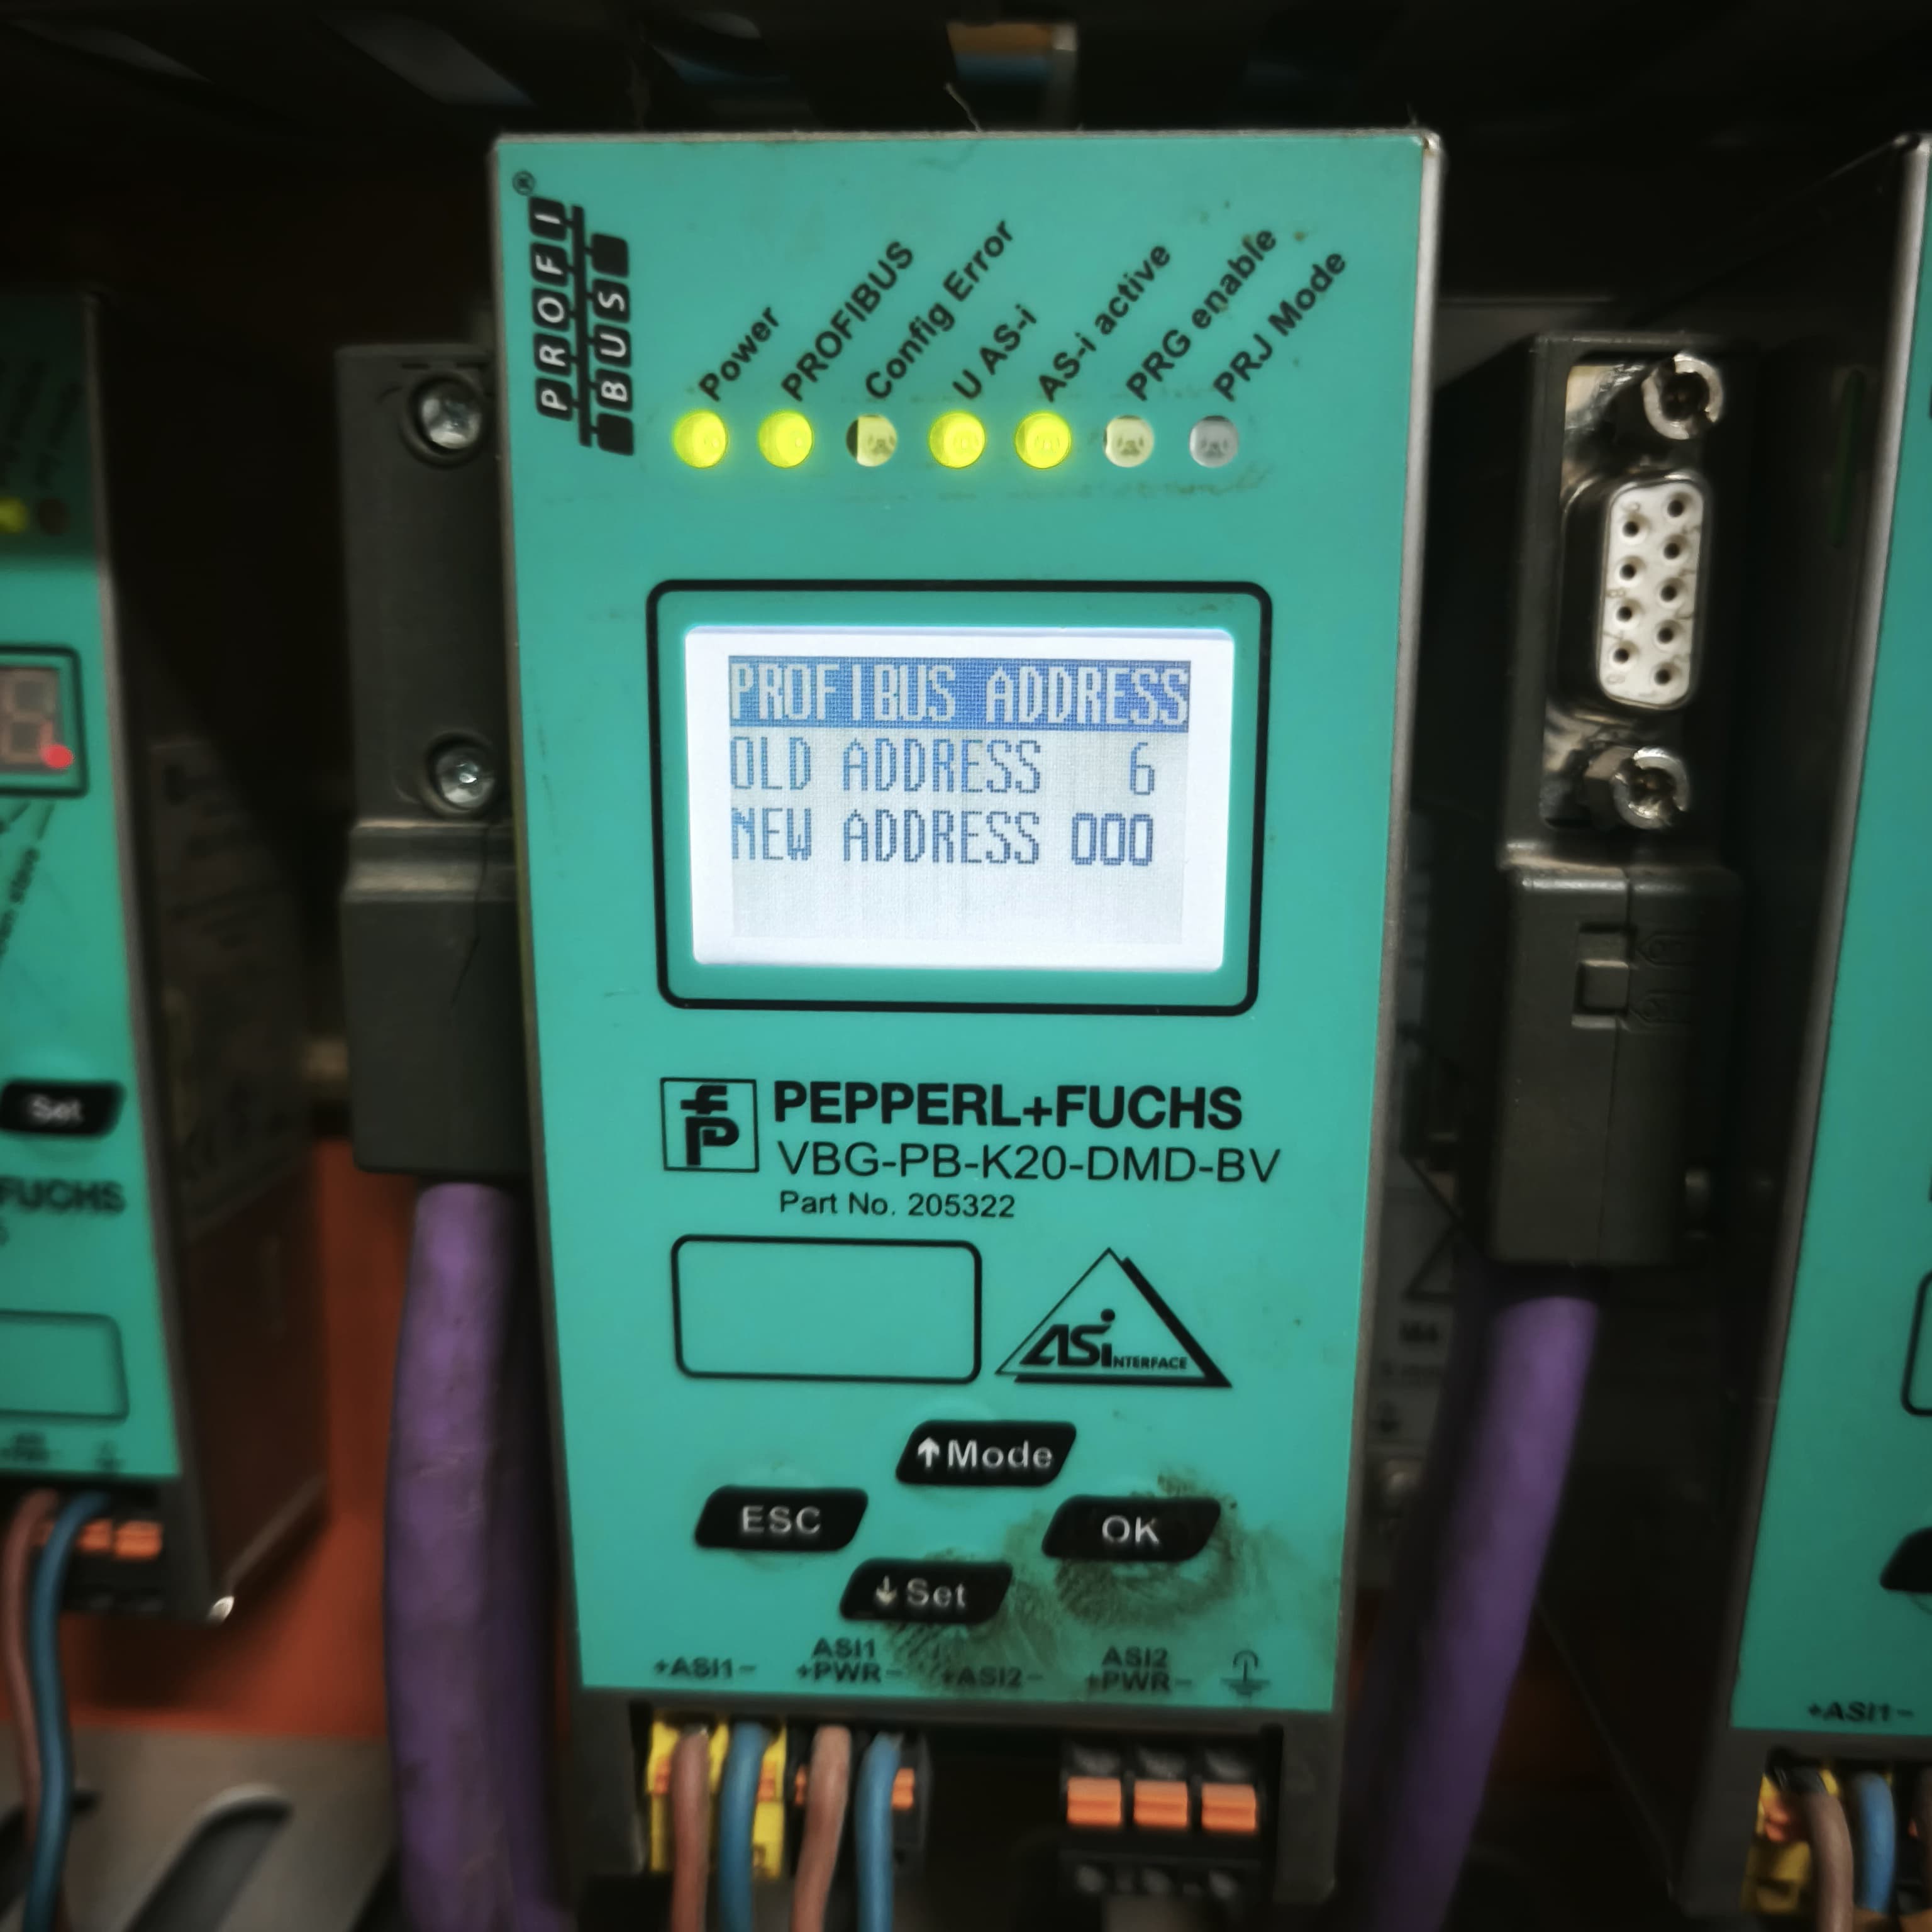 PROFI®
BUS
Power
PROFIBUS
Config Error
U AS-i
AS-i active
PRG enable
PRJ Mode
PROFIBUS ADDRESS
OLD ADDRESS 6
NEW ADDRESS 000
fp PEPPERL+FUCHS
VBG-PB-K20-DMD-BV
Part No. 205322
ASi INTERFACE
↑Mode
ESC
OK
↓Set
+ASI1-
ASI1
+PWR-
+ASI2-
ASI2
+PWR-
Set
FUCHS
+ASI1-